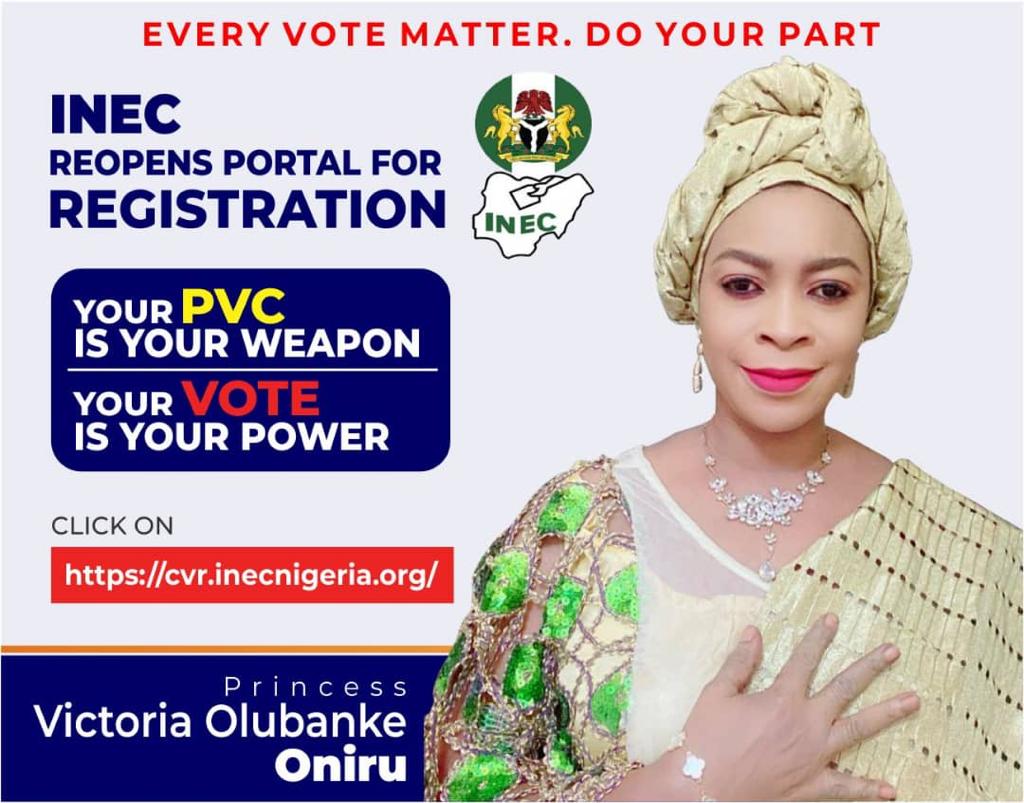 EVERY VOTE MATTER. DO YOUR PART
INEC
REOPENS PORTAL FOR
REGISTRATION
INEC
YOUR PVC
IS YOUR WEAPON
YOUR VOTE
IS YOUR POWER
CLICK ON
https://cvr.inecnigeria.org/
Princess
Victoria Olubanke
Oniru